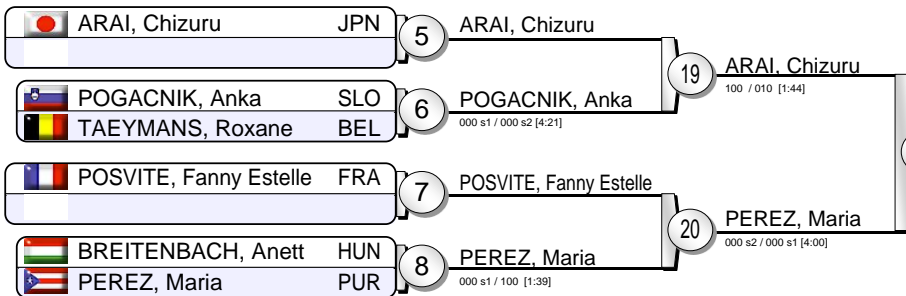 ARAI, Chizuru JPN
5
ARAI, Chizuru
19
ARAI, Chizuru
100 / 010 [1:44]
POGACNIK, Anka SLO
TAEYMANS, Roxane BEL
6
POGACNIK, Anka
000 s1 / 000 s2 [4:21]
POSVITE, Fanny Estelle FRA
7
POSVITE, Fanny Estelle
20
PEREZ, Maria
000 s2 / 000 s1 [4:00]
BREITENBACH, Anett HUN
PEREZ, Maria PUR
8
PEREZ, Maria
000 s1 / 100 [1:39]